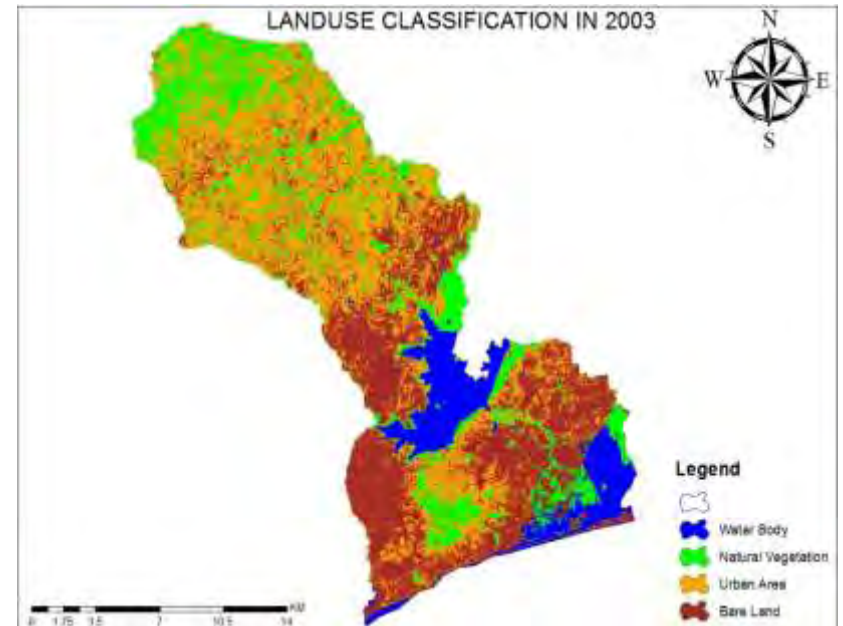 LANDUSE CLASSIFICATION IN 2003
N
W E
S
Legend
Water Body
Natural Vegetation
Urban Area
Bare Land
KM
0 1.75 3.5 7 10.5 14